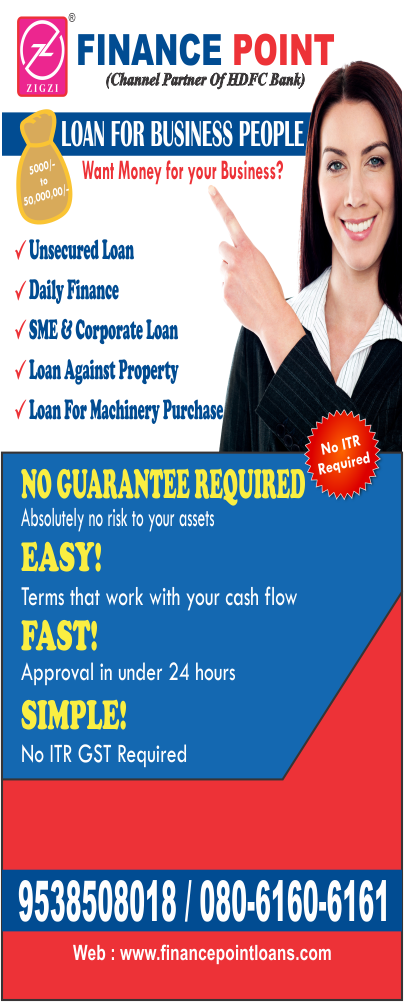 ®
ZIGZI
FINANCE POINT
(Channel Partner Of HDFC Bank)
LOAN FOR BUSINESS PEOPLE
5000/-
to
50,000,00/-
Want Money for your Business?
✓ Unsecured Loan
✓ Daily Finance
✓ SME & Corporate Loan
✓ Loan Against Property
✓ Loan For Machinery Purchase
No ITR
Required
NO GUARANTEE REQUIRED
Absolutely no risk to your assets
EASY!
Terms that work with your cash flow
FAST!
Approval in under 24 hours
SIMPLE!
No ITR GST Required
9538508018 / 080-6160-6161
Web : www.financepointloans.com